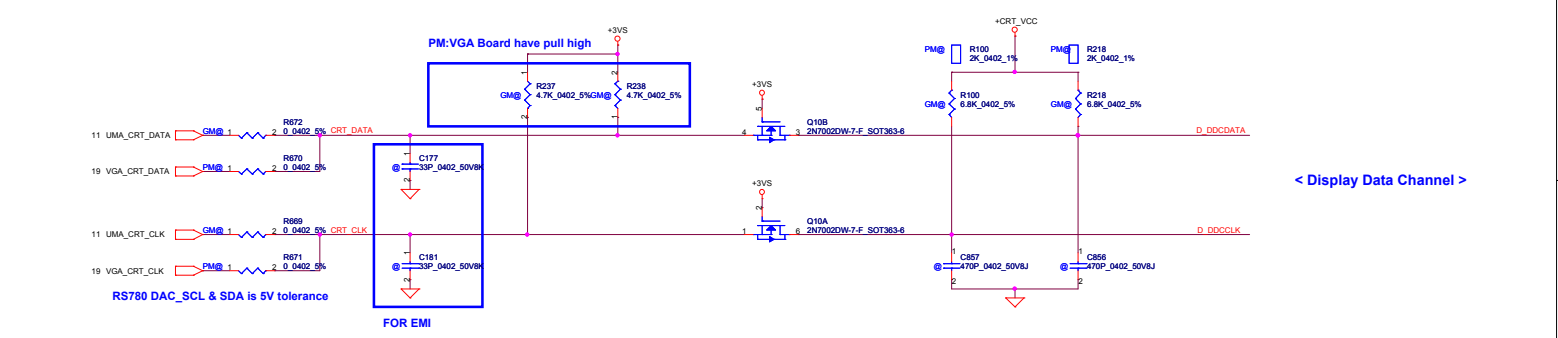 +CRT_VCC
+3VS
PM:VGA Board have pull high
PM@ R100
2K_0402_1%
PM@ R218
2K_0402_1%
1 2
R237
GM@ 4.7K_0402_5%
2
R238
GM@ 4.7K_0402_5%
1
+3VS
5
R100
GM@ 6.8K_0402_5%
R218
GM@ 6.8K_0402_5%
R672
11 UMA_CRT_DATA GM@ 1 2 0_0402_5% CRT_DATA
Q10B
4 3 2N7002DW-7-F_SOT363-6
D_DDCDATA
R670
19 VGA_CRT_DATA PM@ 1 2 0_0402_5%
1
C177
@ 33P_0402_50V8K
2
< Display Data Channel >
+3VS
2
R669
11 UMA_CRT_CLK GM@ 1 2 0_0402_5% CRT_CLK
Q10A
1 6 2N7002DW-7-F_SOT363-6
D_DDCCLK
R671
19 VGA_CRT_CLK PM@ 1 2 0_0402_5%
1
C181
@ 33P_0402_50V8K
2
1
C857
@ 470P_0402_50V8J
2
1
C856
@ 470P_0402_50V8J
2
RS780 DAC_SCL & SDA is 5V tolerance
FOR EMI